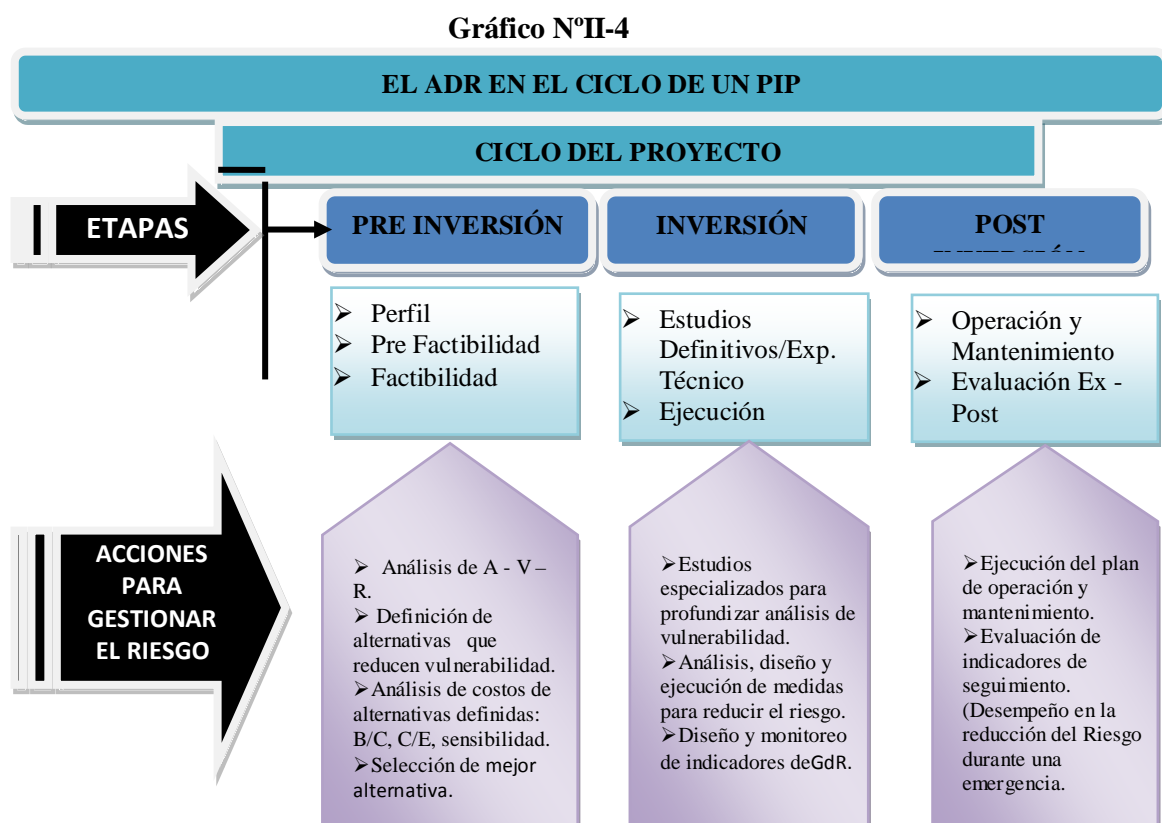 Gráfico NºII-4
EL ADR EN EL CICLO DE UN PIP
CICLO DEL PROYECTO
ETAPAS
PRE INVERSIÓN
INVERSIÓN
POST
➢ Perfil
➢ Pre Factibilidad
➢ Factibilidad
➢ Estudios
Definitivos/Exp.
Técnico
➢ Ejecución
➢ Operación y
Mantenimiento
➢ Evaluación Ex -
Post
ACCIONES
PARA
GESTIONAR
EL RIESGO
➢ Análisis de A - V –
R.
➢ Definición de
alternativas que
reducen vulnerabilidad.
➢Análisis de costos de
alternativas definidas:
B/C, C/E, sensibilidad.
➢Selección de mejor
alternativa.
➢Estudios
especializados para
profundizar análisis de
vulnerabilidad.
➢Análisis, diseño y
ejecución de medidas
para reducir el riesgo.
➢Diseño y monitoreo
de indicadores deGdR.
➢Ejecución del plan
de operación y
mantenimiento.
➢Evaluación de
indicadores de
seguimiento.
(Desempeño en la
reducción del Riesgo
durante una
emergencia.